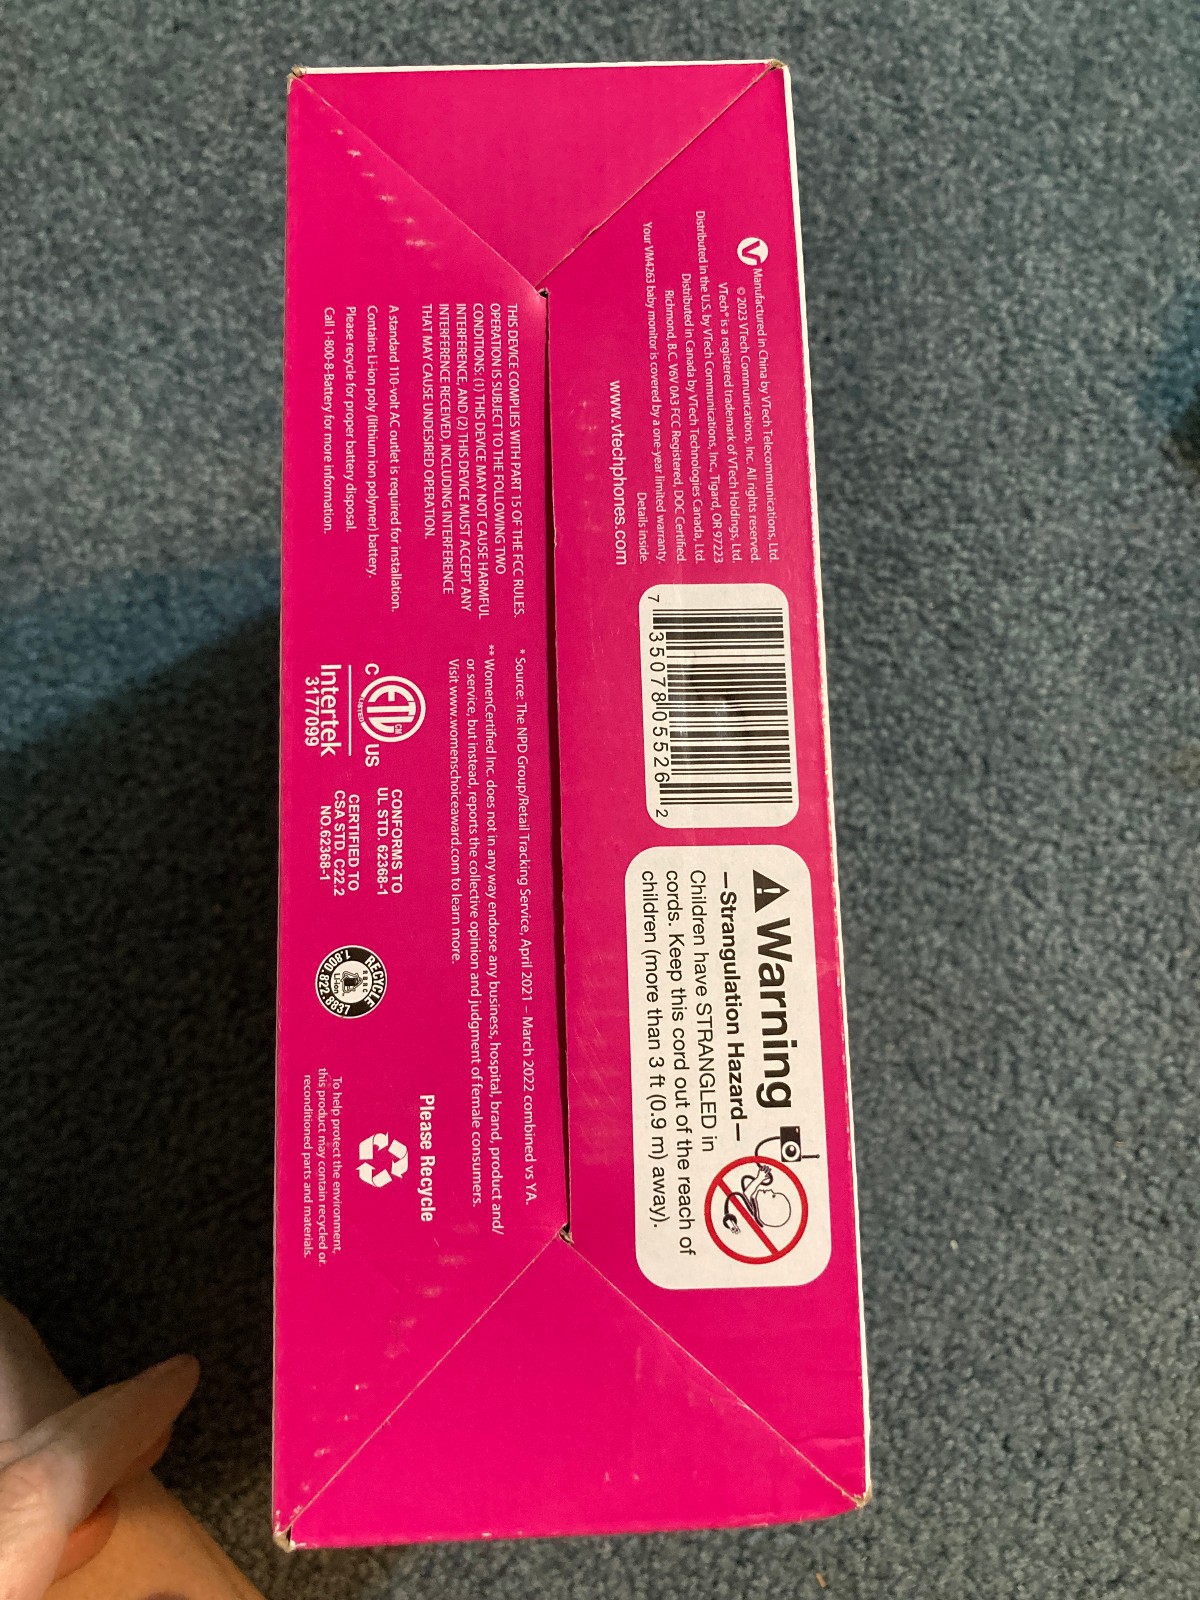 Manufactured in China by VTech Telecommunications, Ltd.
© 2023 VTech Communications, Inc. All rights reserved.
VTech® is a registered trademark of VTech Holdings, Ltd.
Distributed in the U.S. by VTech Communications, Inc., Tigard, OR 97223
Distributed in Canada by VTech Technologies Canada, Ltd.
Richmond, B.C. V6V 0A3 FCC Registered, DOC Certified.
Your VM4263 baby monitor is covered by a one-year limited warranty.
Details inside.
www.vtechphones.com
7 35078 05526 2
Warning
—Strangulation Hazard—
Children have STRANGLED in
cords. Keep this cord out of the reach of
children (more than 3 ft (0.9 m) away).
THIS DEVICE COMPLIES WITH PART 15 OF THE FCC RULES.
OPERATION IS SUBJECT TO THE FOLLOWING TWO
CONDITIONS: (1) THIS DEVICE MAY NOT CAUSE HARMFUL
INTERFERENCE, AND (2) THIS DEVICE MUST ACCEPT ANY
INTERFERENCE RECEIVED, INCLUDING INTERFERENCE
THAT MAY CAUSE UNDESIRED OPERATION.
A standard 110-volt AC outlet is required for installation.
Contains Li-ion poly (lithium ion polymer) battery.
Please recycle for proper battery disposal.
Call 1-800-8-Battery for more information.
* Source: The NPD Group/Retail Tracking Service, April 2021 – March 2022 combined vs YA.
** WomenCertified Inc. does not in any way endorse any business, hospital, brand, product and/
or service, but instead, reports the collective opinion and judgment of female consumers.
Visit www.womenschoiceaward.com to learn more.
ETL CM
LISTED
C US
Intertek
3177099
CONFORMS TO
UL STD. 62368-1
CERTIFIED TO
CSA STD. C22.2
NO.62368-1
RECYCLE
RBRC
Li-ion
1.800.822.8837
Please Recycle
To help protect the environment,
this product may contain recycled or
reconditioned parts and materials.